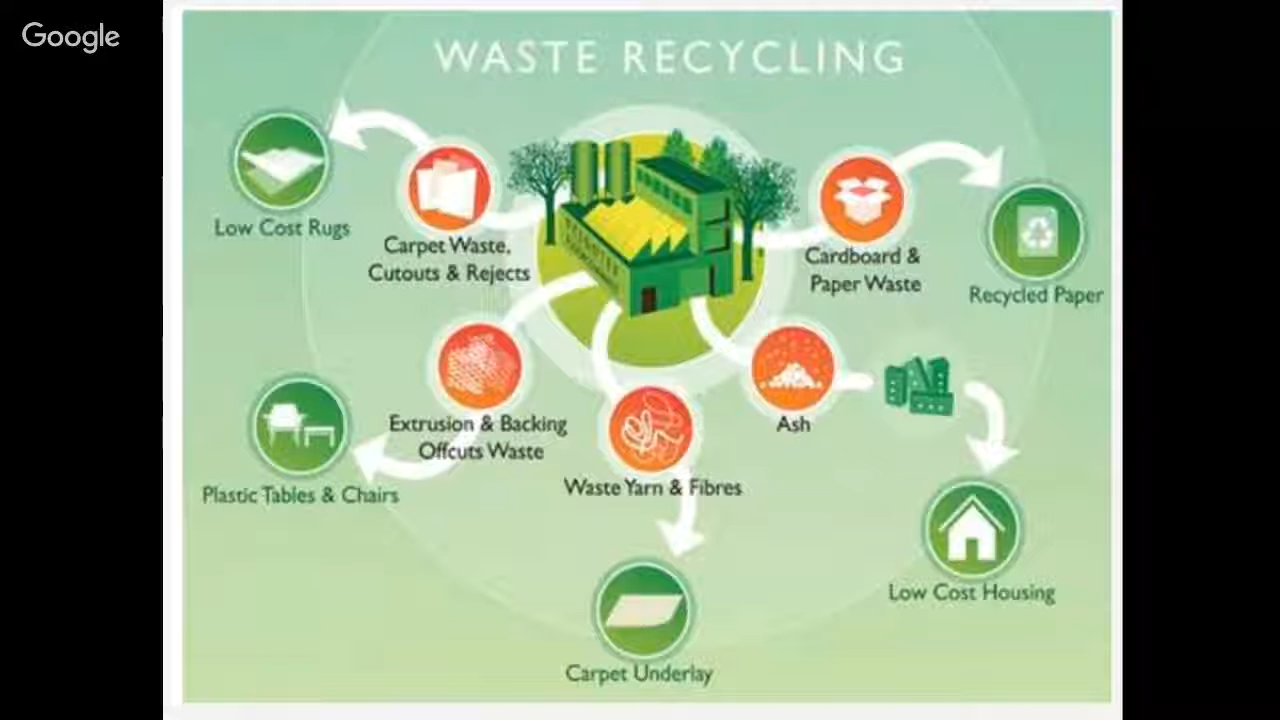 Google
WASTE RECYCLING
Low Cost Rugs
Carpet Waste,
Cutouts & Rejects
Cardboard &
Paper Waste
Recycled Paper
Extrusion & Backing
Offcuts Waste
Ash
Plastic Tables & Chairs
Waste Yarn & Fibres
Low Cost Housing
Carpet Underlay